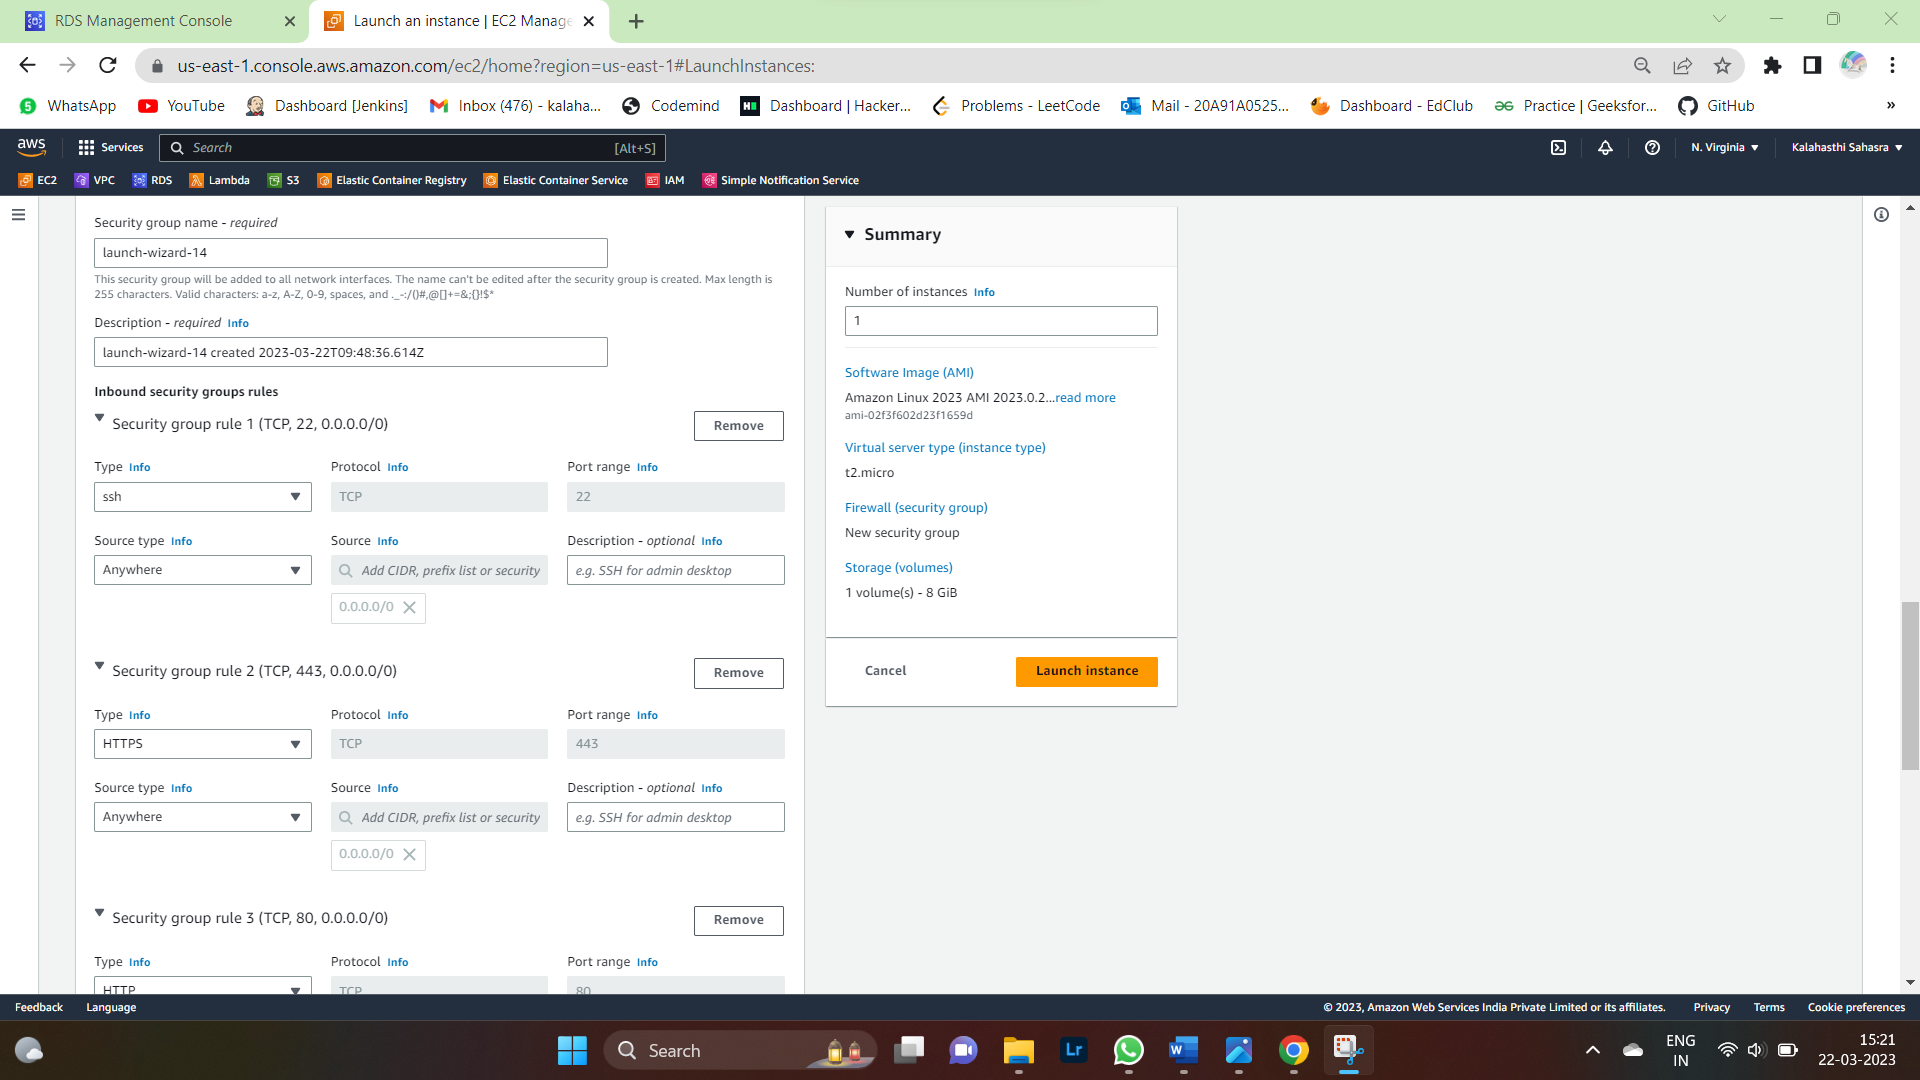 RDS Management Console
Launch an instance | EC2 Manage
us-east-1.console.aws.amazon.com/ec2/home?region=us-east-1#LaunchInstances:
WhatsApp YouTube Dashboard [Jenkins] Inbox (476) - kalaha... Codemind Dashboard | Hacker... Problems - LeetCode Mail - 20A91A0525... Dashboard - EdClub Practice | Geeksfor... GitHub »
aws Services Search [Alt+S] N. Virginia Kalahasthi Sahasra
EC2 VPC RDS Lambda S3 Elastic Container Registry Elastic Container Service IAM Simple Notification Service
Security group name - required
launch-wizard-14
This security group will be added to all network interfaces. The name can't be edited after the security group is created. Max length is
255 characters. Valid characters: a-z, A-Z, 0-9, spaces, and ._-:/()#,@[]+=&;{}!$*
Description - required Info
launch-wizard-14 created 2023-03-22T09:48:36.614Z
Inbound security groups rules
Security group rule 1 (TCP, 22, 0.0.0.0/0)
Remove
Type Info Protocol Info Port range Info
ssh TCP 22
Source type Info Source Info Description - optional Info
Anywhere Add CIDR, prefix list or security e.g. SSH for admin desktop
0.0.0.0/0
Security group rule 2 (TCP, 443, 0.0.0.0/0)
Remove
Type Info Protocol Info Port range Info
HTTPS TCP 443
Source type Info Source Info Description - optional Info
Anywhere Add CIDR, prefix list or security e.g. SSH for admin desktop
0.0.0.0/0
Security group rule 3 (TCP, 80, 0.0.0.0/0)
Remove
Type Info Protocol Info Port range Info
HTTP TCP 80
Summary
Number of instances Info
1
Software Image (AMI)
Amazon Linux 2023 AMI 2023.0.2...read more
ami-02f3f602d23f1659d
Virtual server type (instance type)
t2.micro
Firewall (security group)
New security group
Storage (volumes)
1 volume(s) - 8 GiB
Cancel Launch instance
Feedback Language © 2023, Amazon Web Services India Private Limited or its affiliates. Privacy Terms Cookie preferences
Search
Lr
W
ENG
IN
15:21
22-03-2023